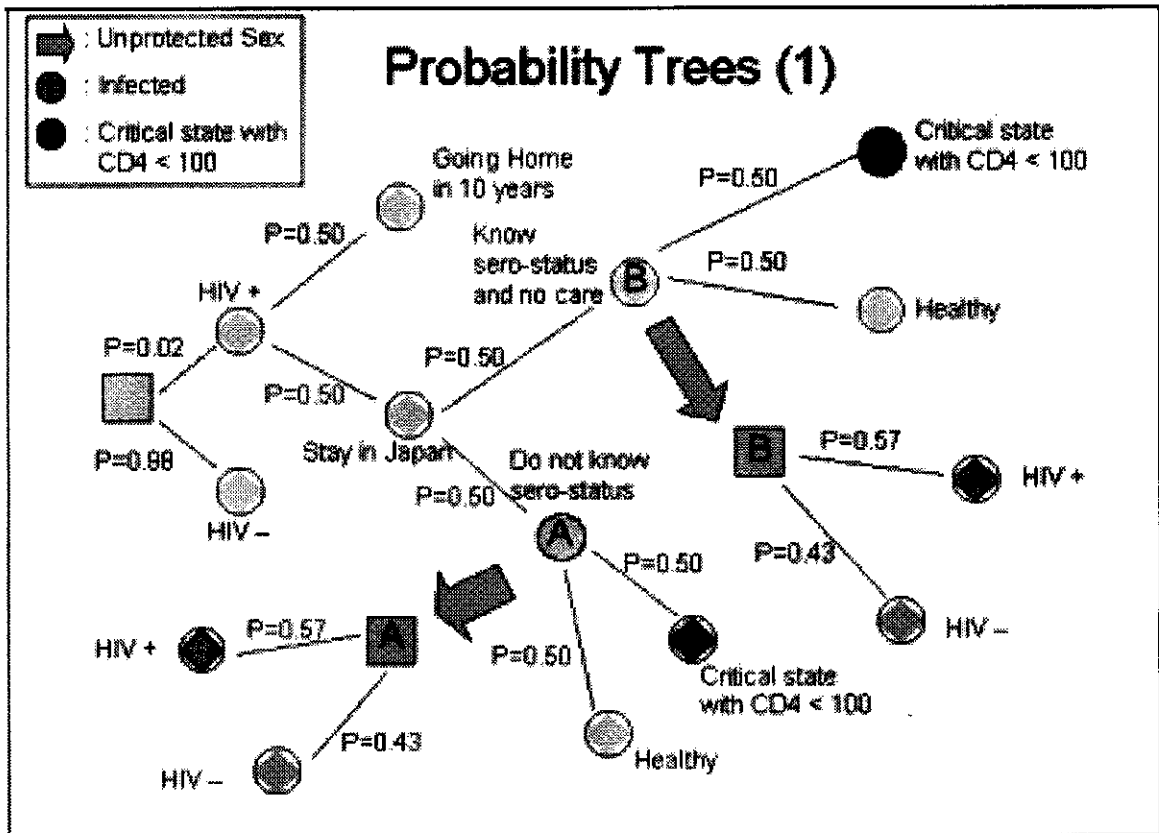 : Unprotected Sex
: Infected
: Critical state with
CD4 < 100
Probability Trees (1)
Going Home
in 10 years
Critical state
with CD4 < 100
P=0.50
P=0.50
Know
sero-status
and no care
B
P=0.50
Healthy
HIV +
P=0.02
P=0.50
P=0.50
Stay in Japan
P=0.98
HIV –
P=0.50
Do not know
sero-status
A
B
P=0.57
HIV +
P=0.43
HIV –
P=0.50
Critical state
with CD4 < 100
P=0.50
Healthy
A
P=0.57
HIV +
P=0.43
HIV –